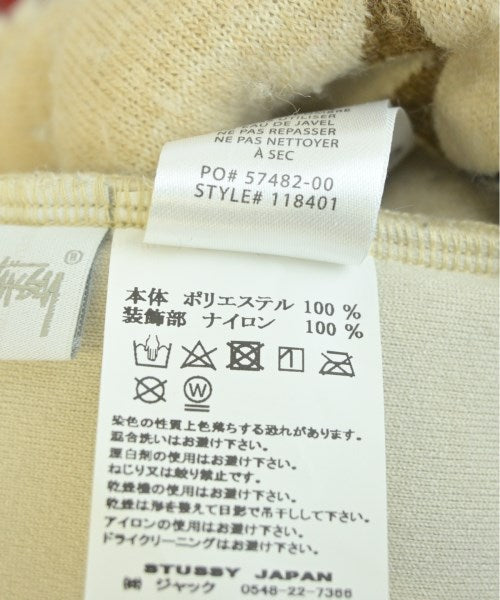 UTILISER
EAU DE JAVEL
NE PAS REPASSER
NE PAS NETTOYER
À SEC
PO# 57482-00
STYLE# 118401
®
本体 ポリエステル 100 %
装飾部 ナイロン 100 %
W
染色の性質上色落ちする恐れがあります。
混合洗いはお避け下さい。
漂白剤の使用はお避け下さい。
ねじり又は絞り禁止です。
乾燥機の使用はお避け下さい。
乾燥は形を整えて日影で吊干しして下さい。
アイロンの使用はお避け下さい。
ドライクリーニングはお避け下さい。
STUSSY JAPAN
㈱ ジャック 0548-22-7366